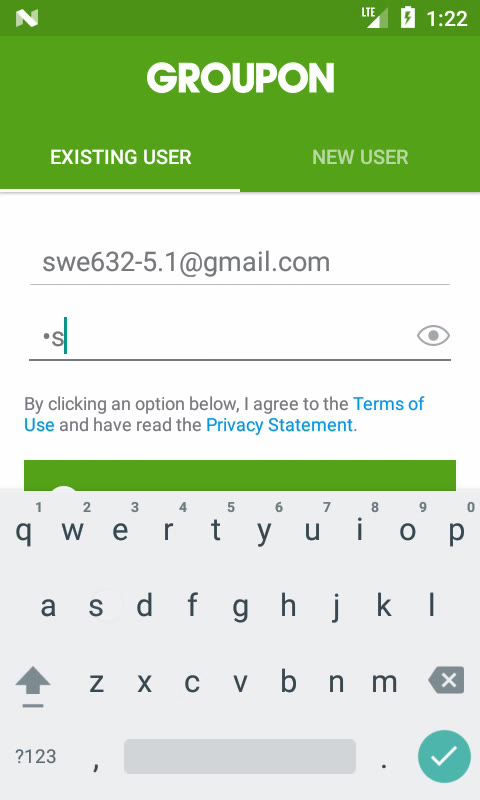 LTE 1:22
GROUPON
EXISTING USER NEW USER
swe632-5.1@gmail.com
•s
By clicking an option below, I agree to the Terms of
Use and have read the Privacy Statement.
1 2 3 4 5 6 7 8 9 0
q w e r t y u i o p
a s d f g h j k l
z x c v b n m
?123 , .